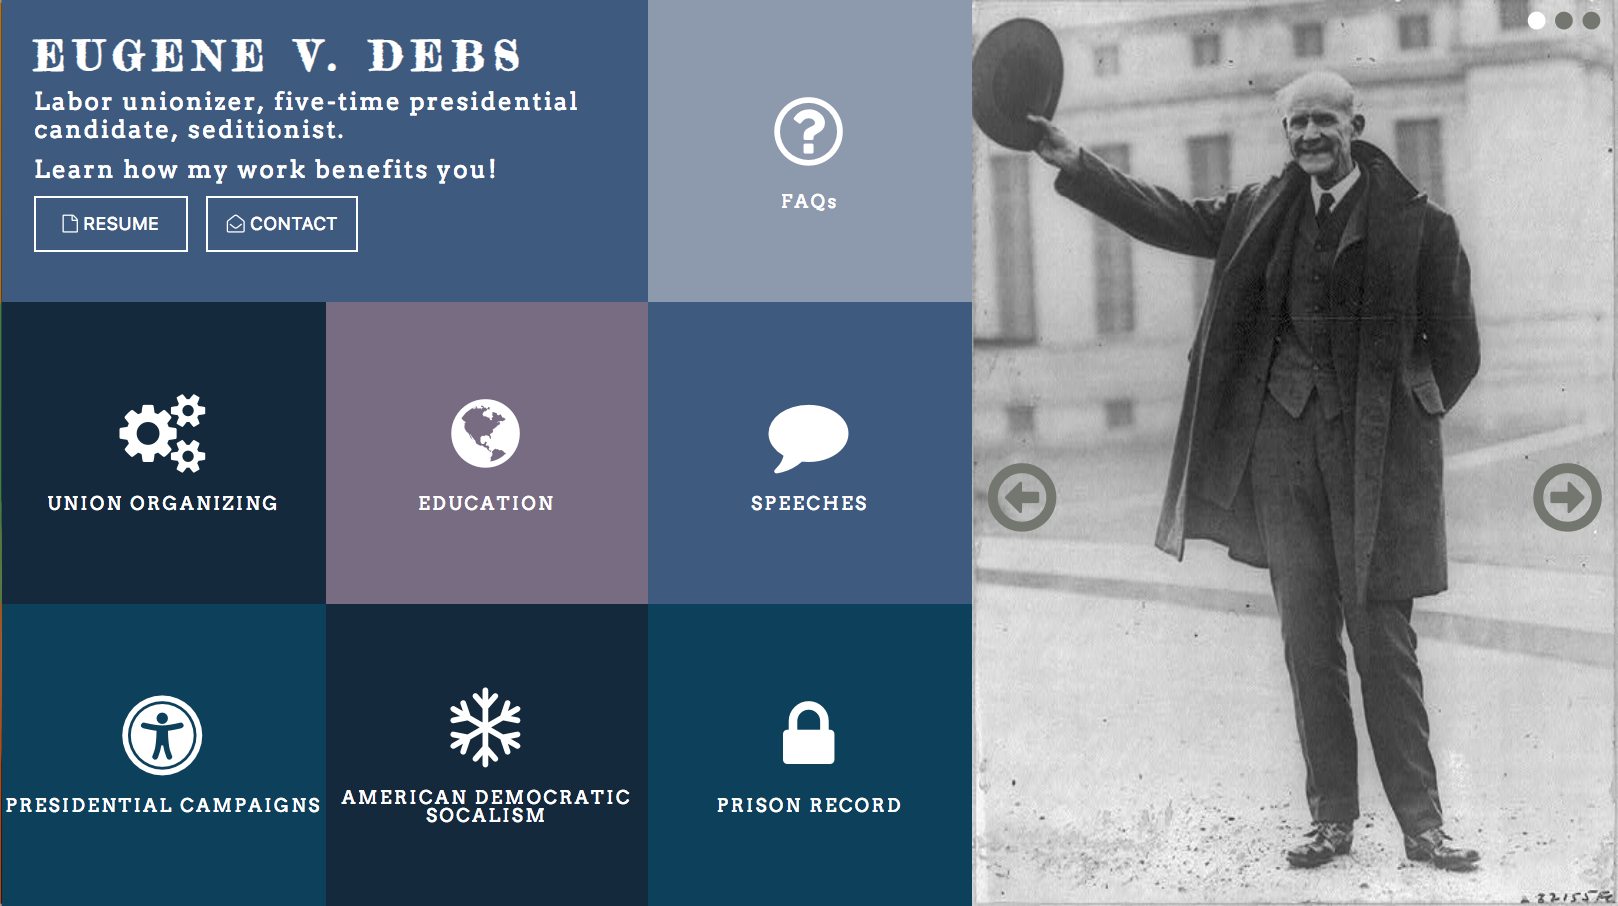 EUGENE V. DEBS
Labor unionizer, five-time presidential
candidate, seditionist.
Learn how my work benefits you!
RESUME
CONTACT
FAQs
UNION ORGANIZING
EDUCATION
SPEECHES
PRESIDENTIAL CAMPAIGNS
AMERICAN DEMOCRATIC
SOCALISM
PRISON RECORD